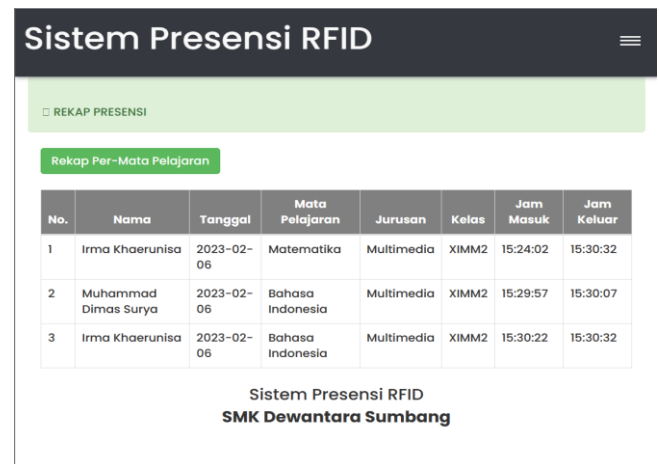 Sistem Presensi RFID
REKAP PRESENSI
Rekap Per-Mata Pelajaran
No. Nama Tanggal Mata Pelajaran Jurusan Kelas Jam Masuk Jam Keluar
1 Irma Khaerunisa 2023-02-06 Matematika Multimedia XIMM2 15:24:02 15:30:32
2 Muhammad Dimas Surya 2023-02-06 Bahasa Indonesia Multimedia XIMM2 15:29:57 15:30:07
3 Irma Khaerunisa 2023-02-06 Bahasa Indonesia Multimedia XIMM2 15:30:22 15:30:32
Sistem Presensi RFID
SMK Dewantara Sumbang